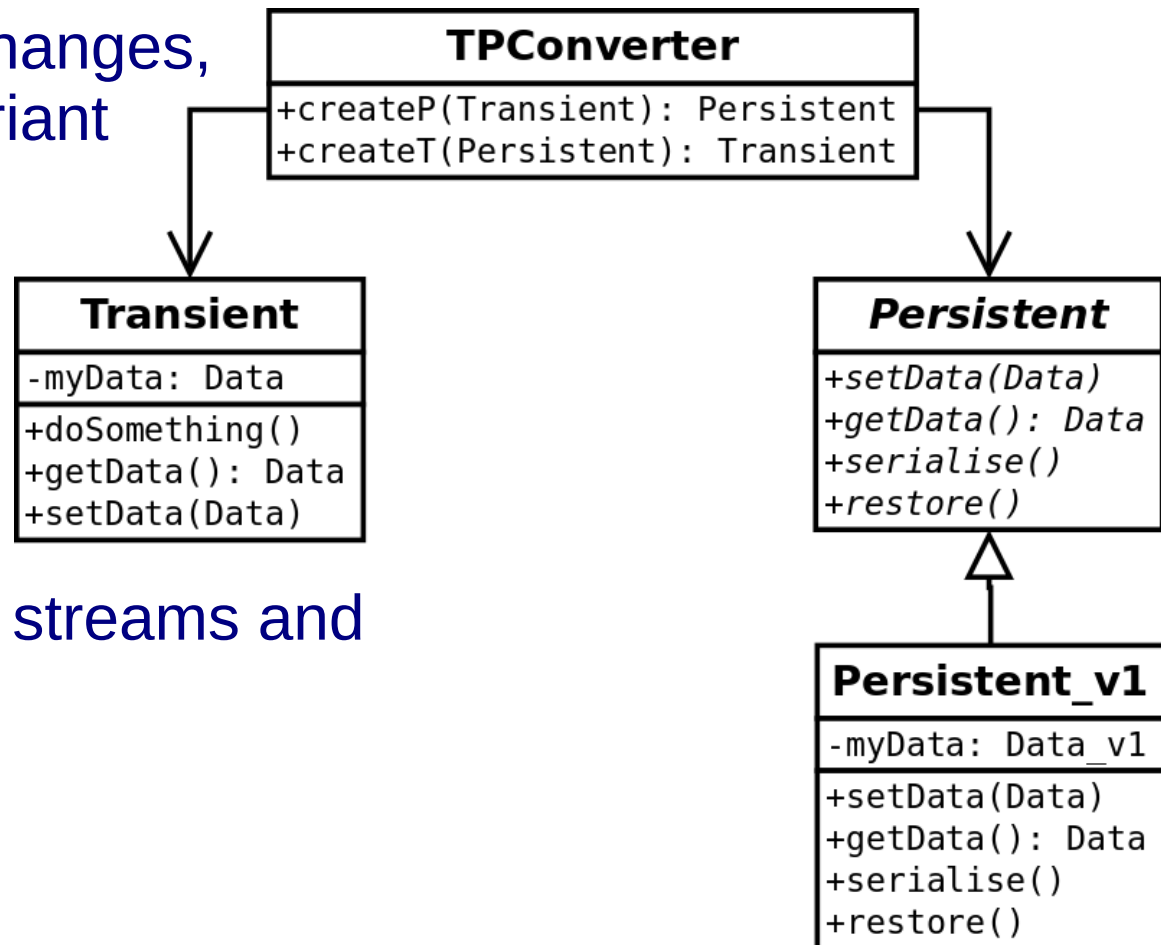 hanges,
riant
TPConverter
+createP(Transient): Persistent
+createT(Persistent): Transient
Transient
-myData: Data
+doSomething()
+getData(): Data
+setData(Data)
Persistent
+setData(Data)
+getData(): Data
+serialise()
+restore()
streams and
Persistent_v1
-myData: Data_v1
+setData(Data)
+getData(): Data
+serialise()
+restore()